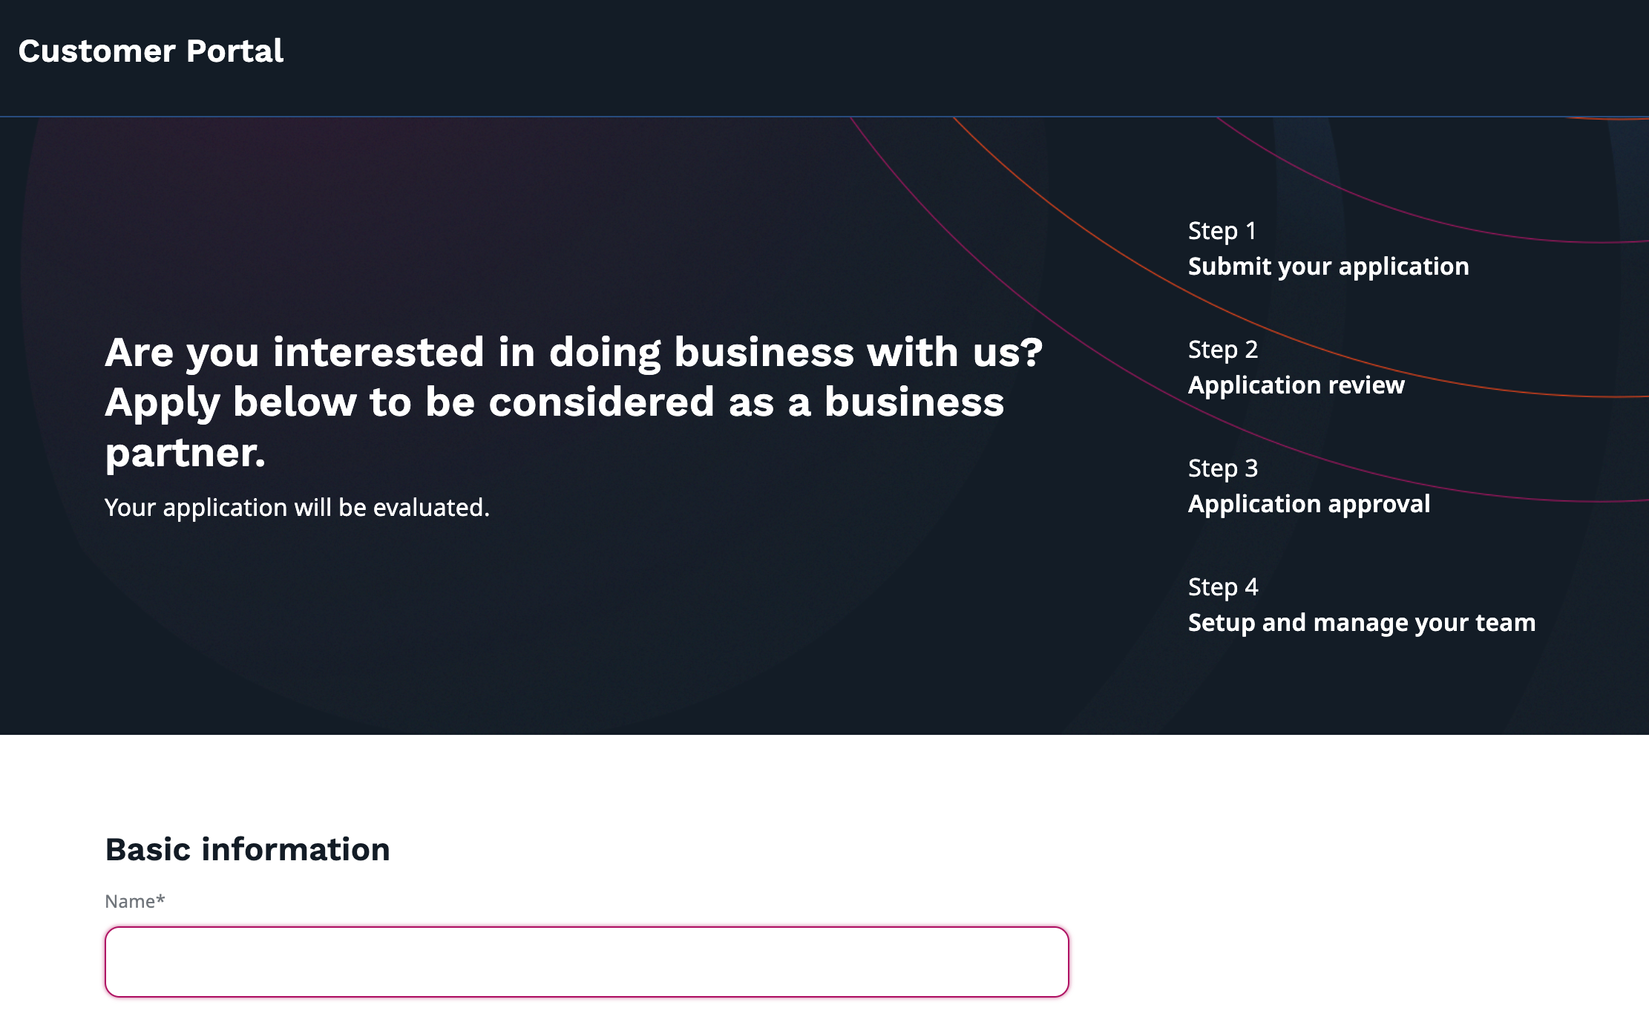 Customer Portal
Are you interested in doing business with us?
Apply below to be considered as a business
partner.
Your application will be evaluated.
Step 1
Submit your application
Step 2
Application review
Step 3
Application approval
Step 4
Setup and manage your team
Basic information
Name*